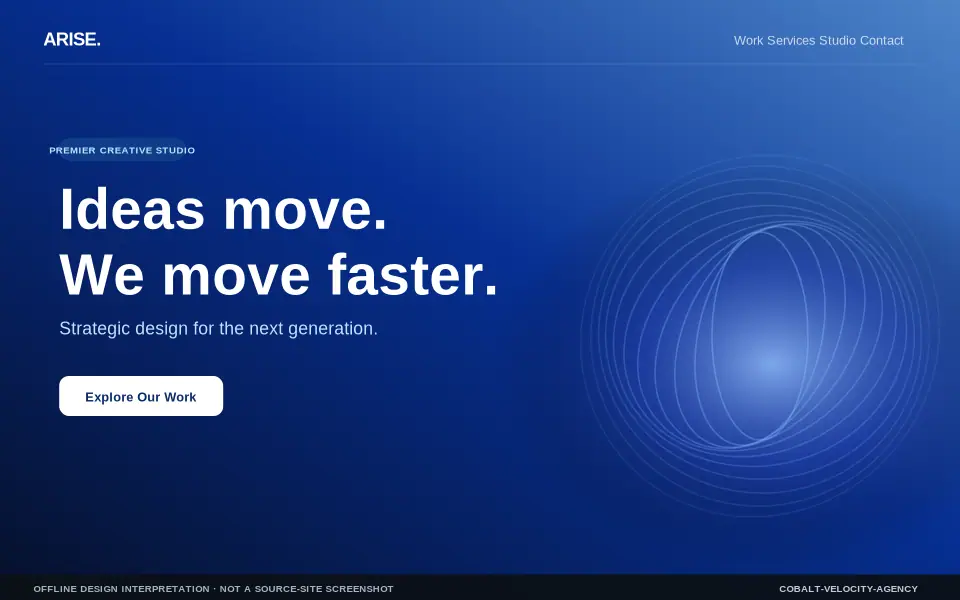 ARISE.
Work Services Studio Contact
PREMIER CREATIVE STUDIO
Ideas move.
We move faster.
Strategic design for the next generation.
Explore Our Work
OFFLINE DESIGN INTERPRETATION · NOT A SOURCE-SITE SCREENSHOT
COBALT-VELOCITY-AGENCY